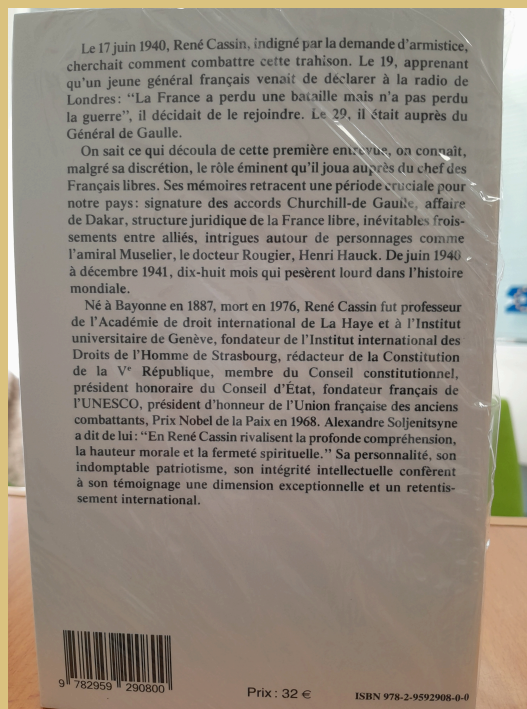 Le 17 juin 1940, René Cassin, indigné par la demande d'armistice,
cherchait comment combattre cette trahison. Le 19, apprenant
qu'un jeune général français venait de déclarer à la radio de
Londres : “La France a perdu une bataille mais n'a pas perdu
la guerre”, il décidait de le rejoindre. Le 29, il était auprès du
Général de Gaulle.
On sait ce qui découla de cette première entrevue, on connaît,
malgré sa discrétion, le rôle éminent qu'il joua auprès du chef des
Français libres. Ses mémoires retracent une période cruciale pour
notre pays : signature des accords Churchill-de Gaulle, affaire
de Dakar, structure juridique de la France libre, inévitables frois-
sements entre alliés, intrigues autour de personnages comme
l'amiral Muselier, le docteur Rougier, Henri Hauck. De juin 1940
à décembre 1941, dix-huit mois qui pesèrent lourd dans l'histoire
mondiale.
Né à Bayonne en 1887, mort en 1976, René Cassin fut professeur
de l'Académie de droit international de La Haye et à l'Institut
universitaire de Genève, fondateur de l'Institut international des
Droits de l'Homme de Strasbourg, rédacteur de la Constitution
de la Ve République, membre du Conseil constitutionnel,
président honoraire du Conseil d'État, fondateur français de
l'UNESCO, président d'honneur de l'Union française des anciens
combattants, Prix Nobel de la Paix en 1968. Alexandre Soljenitsyne
a dit de lui : “En René Cassin rivalisent la profonde compréhension,
la hauteur morale et la fermeté spirituelle.” Sa personnalité, son
indomptable patriotisme, son intégrité intellectuelle confèrent
à son témoignage une dimension exceptionnelle et un retentis-
sement international.
9 782959 290800
Prix : 32 €
ISBN 978-2-9592908-0-0